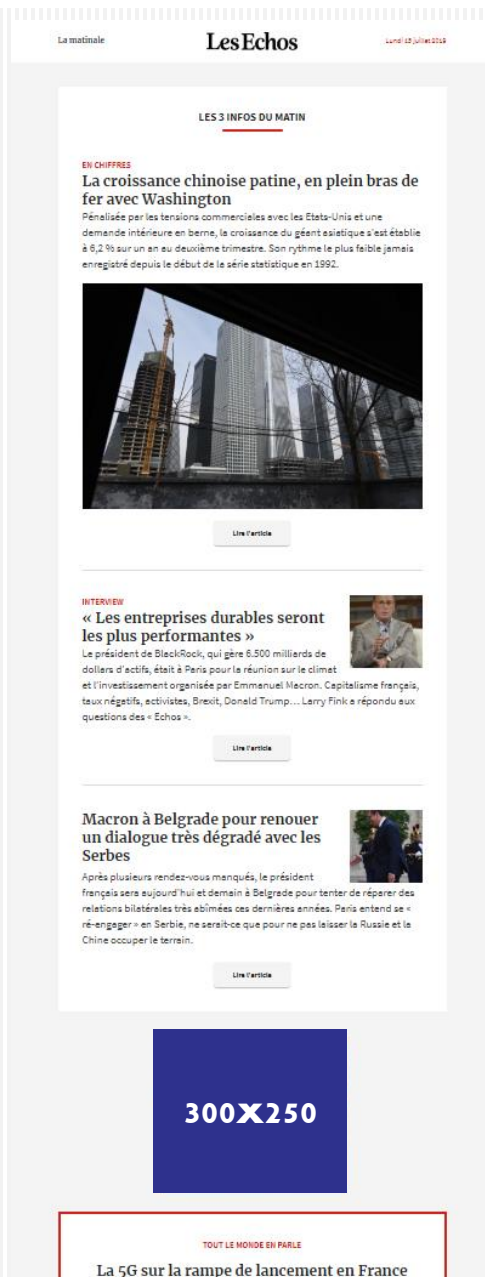 La matinale
Les Echos
Lundi 15 juillet 2019
LES 3 INFOS DU MATIN
EN CHIFFRES
La croissance chinoise patine, en plein bras de
fer avec Washington
Pénalisée par les tensions commerciales avec les Etats-Unis et une
demande intérieure en berne, la croissance du géant asiatique s'est établie
à 6,2 % sur un an au deuxième trimestre. Son rythme le plus faible jamais
enregistré depuis le début de la série statistique en 1992.
Lire l'article
INTERVIEW
« Les entreprises durables seront
les plus performantes »
Le président de BlackRock, qui gère 6.500 milliards de
dollars d'actifs, était à Paris pour la réunion sur le climat
et l'investissement organisée par Emmanuel Macron. Capitalisme français,
taux négatifs, activistes, Brexit, Donald Trump… Larry Fink a répondu aux
questions des « Echos ».
Lire l'article
Macron à Belgrade pour renouer
un dialogue très dégradé avec les
Serbes
Après plusieurs rendez-vous manqués, le président
français sera aujourd'hui et demain à Belgrade pour tenter de réparer des
relations bilatérales très abîmées ces dernières années. Paris entend se «
ré-engager » en Serbie, ne serait-ce que pour ne pas laisser la Russie et la
Chine occuper le terrain.
Lire l'article
300X250
TOUT LE MONDE EN PARLE
La 5G sur la rampe de lancement en France